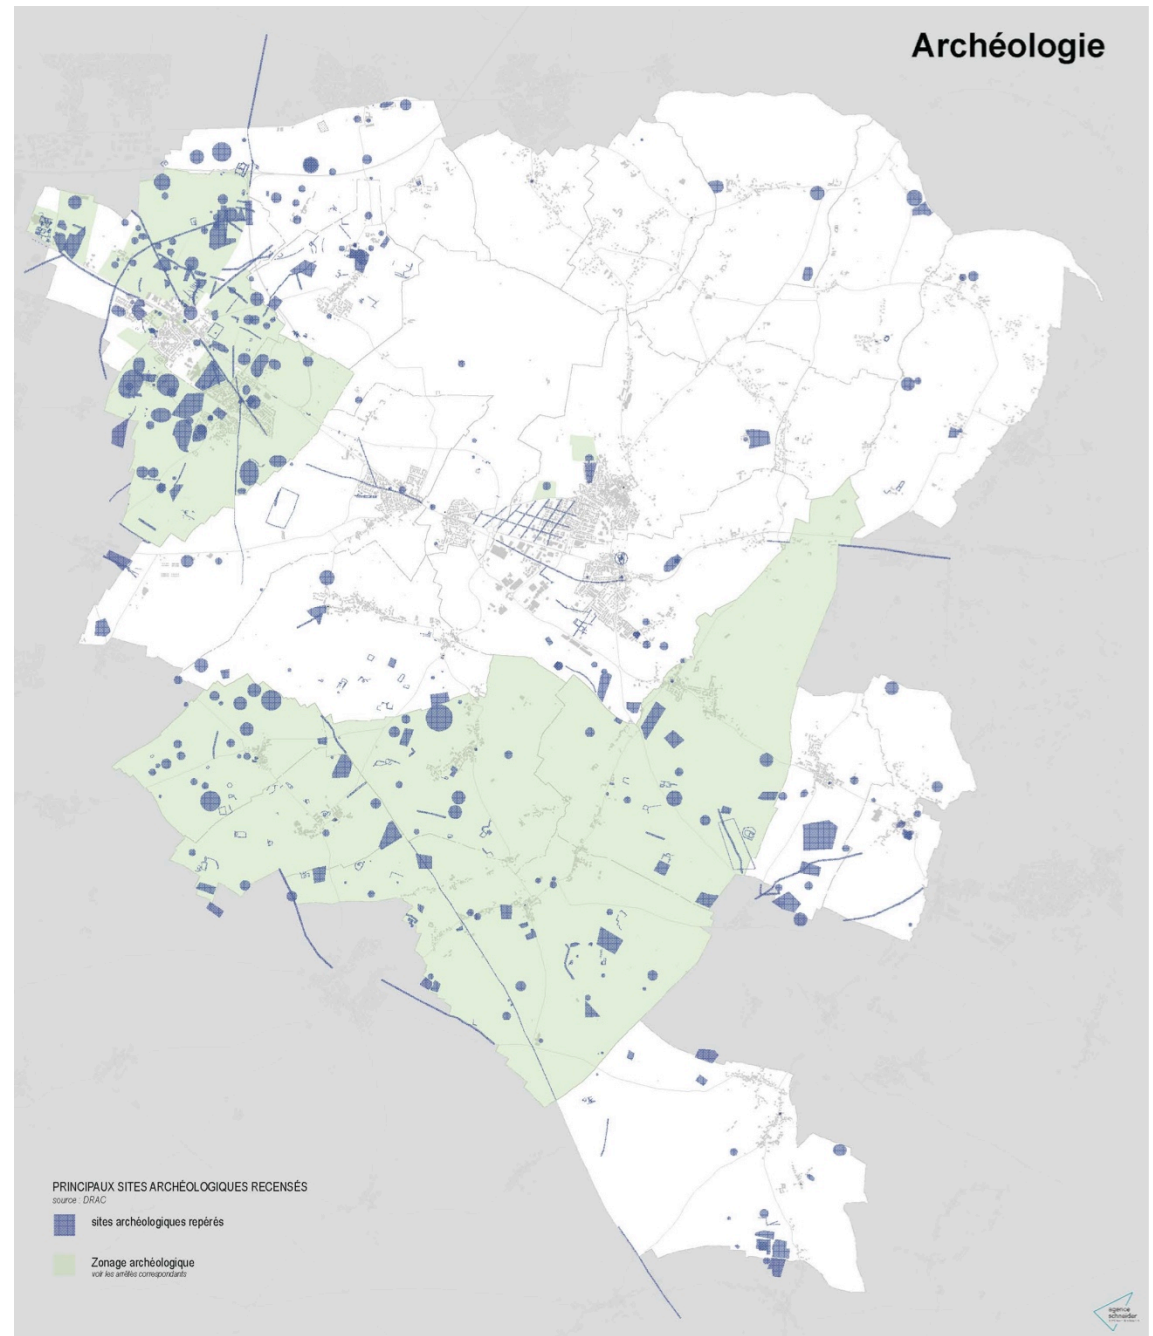 Archéologie
PRINCIPAUX SITES ARCHÉOLOGIQUES RECENSÉS
source : DRAC
sites archéologiques repérés
Zonage archéologique
voir les arrêtés correspondants
agence
schneider